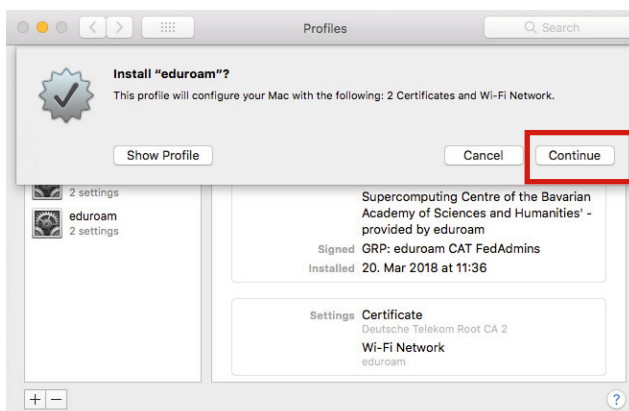 Profiles
Search
Install “eduroam”?
This profile will configure your Mac with the following: 2 Certificates and Wi-Fi Network.
Show Profile
Cancel
Continue
2 settings
eduroam
2 settings
Supercomputing Centre of the Bavarian
Academy of Sciences and Humanities' -
provided by eduroam
Signed GRP: eduroam CAT FedAdmins
Installed 20. Mar 2018 at 11:36
Settings Certificate
Deutsche Telekom Root CA 2
Wi-Fi Network
eduroam
+ −
?